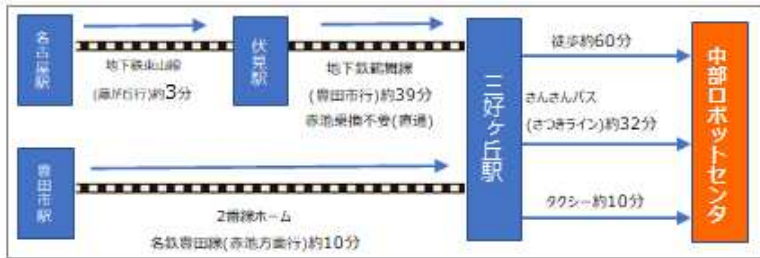 名古屋駅
地下鉄東山線
(藤が丘行)約3分
伏見駅
地下鉄鶴舞線
(豊田市行)約39分
赤池乗換不要(直通)
豊田市駅
2番線ホーム
名鉄豊田線(赤池方面行)約10分
三好ヶ丘駅
徒歩約60分
さんさんバス
(さつきライン)約32分
タクシー約10分
中部ロボットセンタ